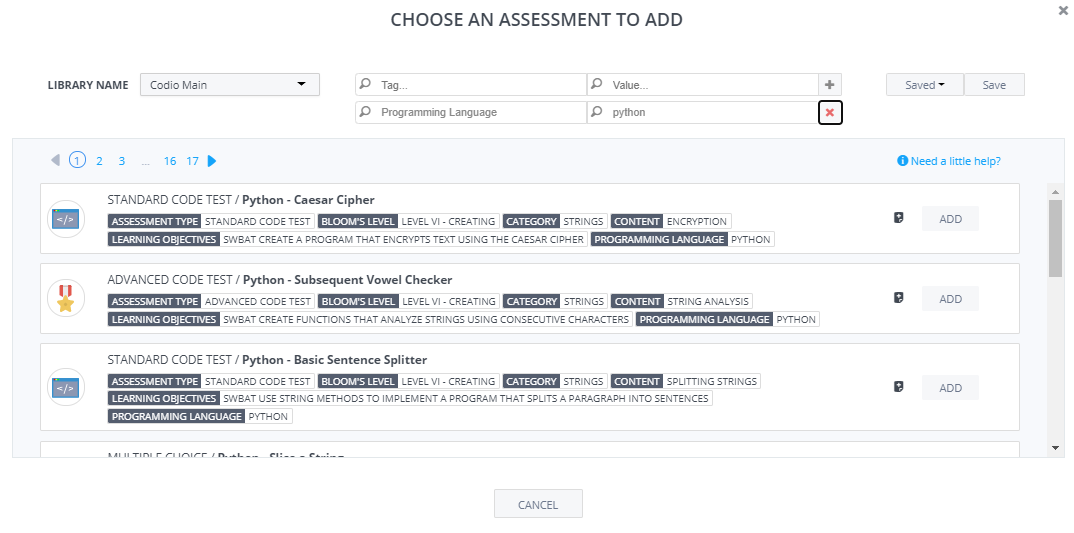 CHOOSE AN ASSESSMENT TO ADD
LIBRARY NAME Codio Main Tag... Value... Saved Save
Programming Language python
1 2 3 ... 16 17 Need a little help?
STANDARD CODE TEST / Python - Caesar Cipher
ASSESSMENT TYPE STANDARD CODE TEST BLOOM'S LEVEL LEVEL VI - CREATING CATEGORY STRINGS CONTENT ENCRYPTION ADD
LEARNING OBJECTIVES SWBAT CREATE A PROGRAM THAT ENCRYPTS TEXT USING THE CAESAR CIPHER PROGRAMMING LANGUAGE PYTHON
ADVANCED CODE TEST / Python - Subsequent Vowel Checker
ASSESSMENT TYPE ADVANCED CODE TEST BLOOM'S LEVEL LEVEL VI - CREATING CATEGORY STRINGS CONTENT STRING ANALYSIS ADD
LEARNING OBJECTIVES SWBAT CREATE FUNCTIONS THAT ANALYZE STRINGS USING CONSECUTIVE CHARACTERS PROGRAMMING LANGUAGE PYTHON
STANDARD CODE TEST / Python - Basic Sentence Splitter
ASSESSMENT TYPE STANDARD CODE TEST BLOOM'S LEVEL LEVEL VI - CREATING CATEGORY STRINGS CONTENT SPLITTING STRINGS ADD
LEARNING OBJECTIVES SWBAT USE STRING METHODS TO IMPLEMENT A PROGRAM THAT SPLITS A PARAGRAPH INTO SENTENCES
PROGRAMMING LANGUAGE PYTHON
MULTIPLE CHOICE / Python - Slice a String
CANCEL